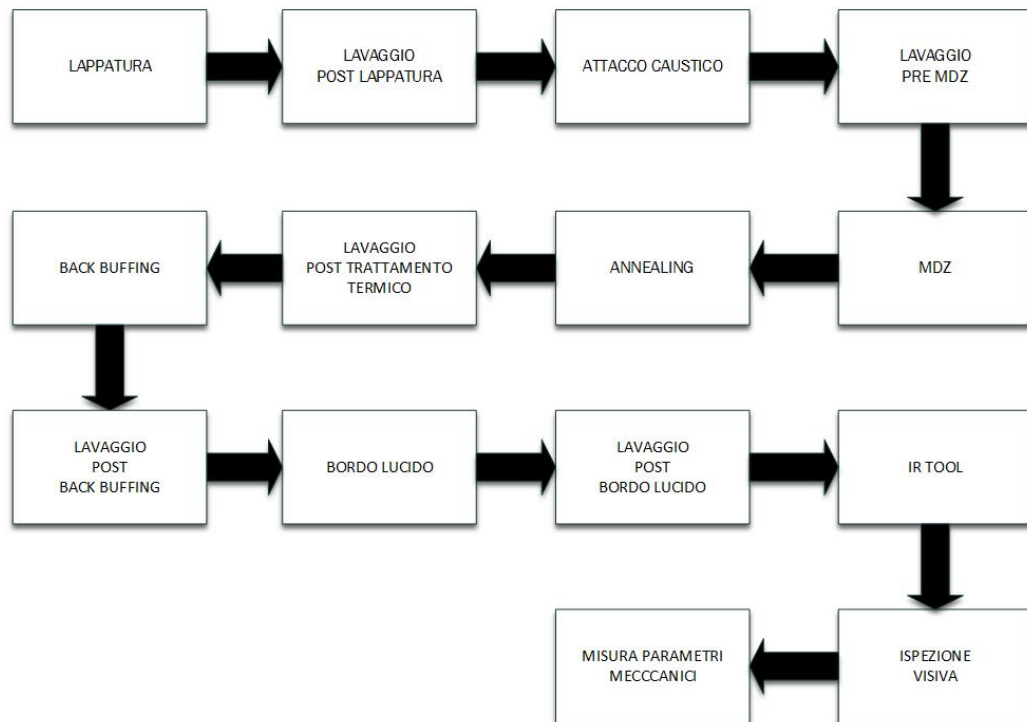 LAPPATURA
LAVAGGIO
POST LAPPATURA
ATTACCO CAUSTICO
LAVAGGIO
PRE MDZ
MDZ
ANNEALING
LAVAGGIO
POST TRATTAMENTO
TERMICO
BACK BUFFING
LAVAGGIO
POST
BACK BUFFING
BORDO LUCIDO
LAVAGGIO
POST
BORDO LUCIDO
IR TOOL
ISPEZIONE
VISIVA
MISURA PARAMETRI
MECCCANICI